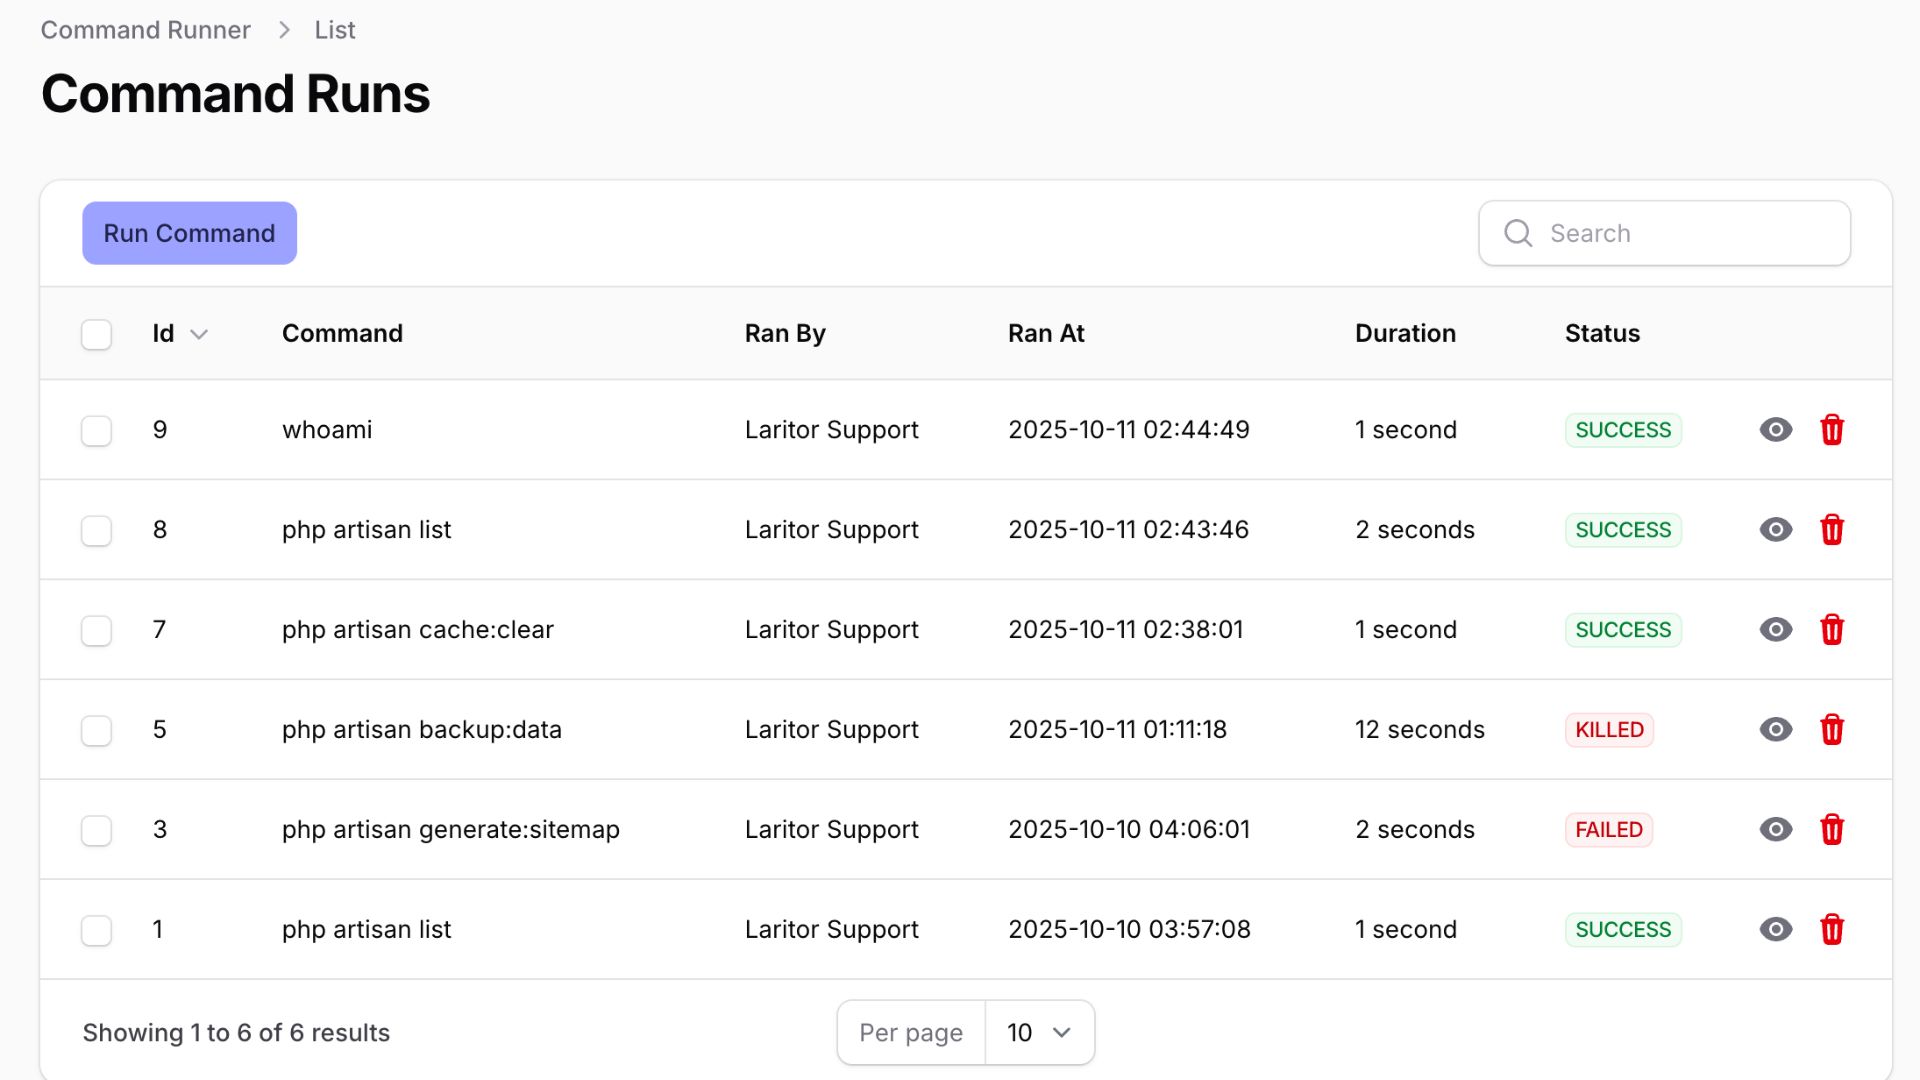 Command Runner > List
Command Runs
Run Command
Search
Id Command Ran By Ran At Duration Status
9 whoami Laritor Support 2025-10-11 02:44:49 1 second SUCCESS
8 php artisan list Laritor Support 2025-10-11 02:43:46 2 seconds SUCCESS
7 php artisan cache:clear Laritor Support 2025-10-11 02:38:01 1 second SUCCESS
5 php artisan backup:data Laritor Support 2025-10-11 01:11:18 12 seconds KILLED
3 php artisan generate:sitemap Laritor Support 2025-10-10 04:06:01 2 seconds FAILED
1 php artisan list Laritor Support 2025-10-10 03:57:08 1 second SUCCESS
Showing 1 to 6 of 6 results Per page 10